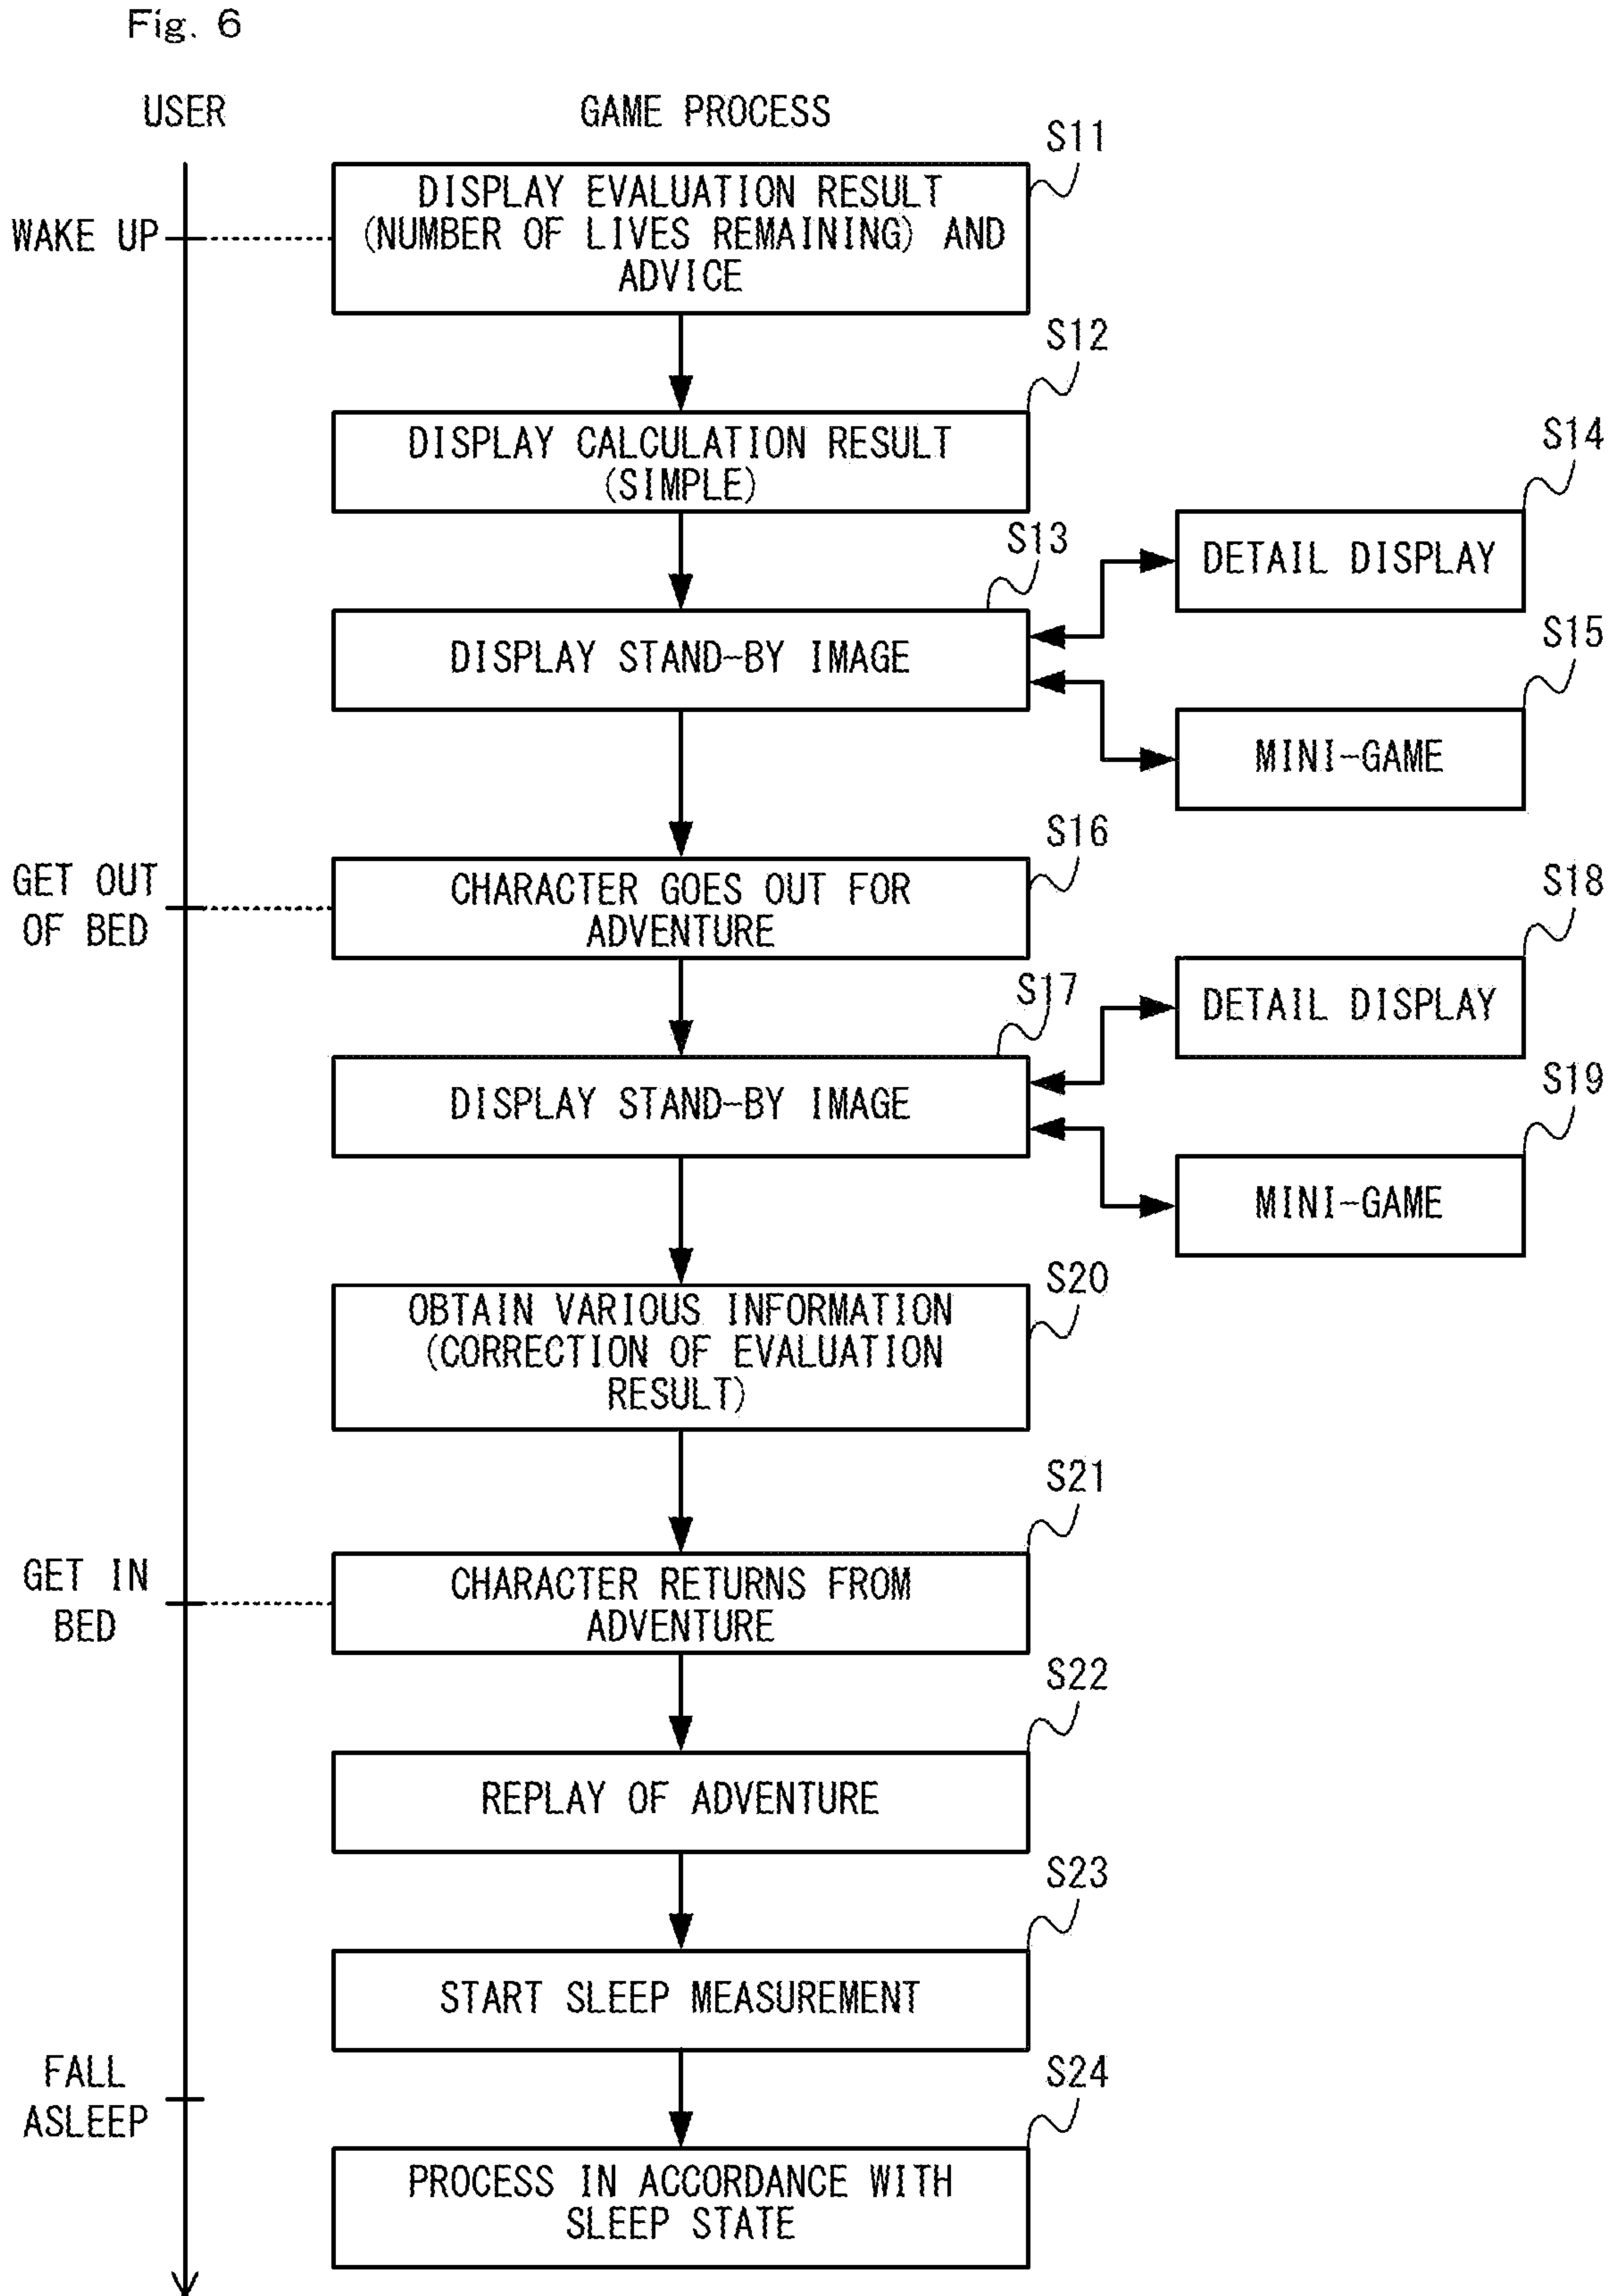 Fig. 6
USER
GAME PROCESS
S11
WAKE UP
DISPLAY EVALUATION RESULT
(NUMBER OF LIVES REMAINING) AND
ADVICE
S12
DISPLAY CALCULATION RESULT
(SIMPLE)
S13
S14
DETAIL DISPLAY
DISPLAY STAND-BY IMAGE
S15
MINI-GAME
S16
GET OUT
OF BED
CHARACTER GOES OUT FOR
ADVENTURE
S17
S18
DETAIL DISPLAY
DISPLAY STAND-BY IMAGE
S19
MINI-GAME
S20
OBTAIN VARIOUS INFORMATION
(CORRECTION OF EVALUATION
RESULT)
S21
GET IN
BED
CHARACTER RETURNS FROM
ADVENTURE
S22
REPLAY OF ADVENTURE
S23
START SLEEP MEASUREMENT
FALL
ASLEEP
S24
PROCESS IN ACCORDANCE WITH
SLEEP STATE